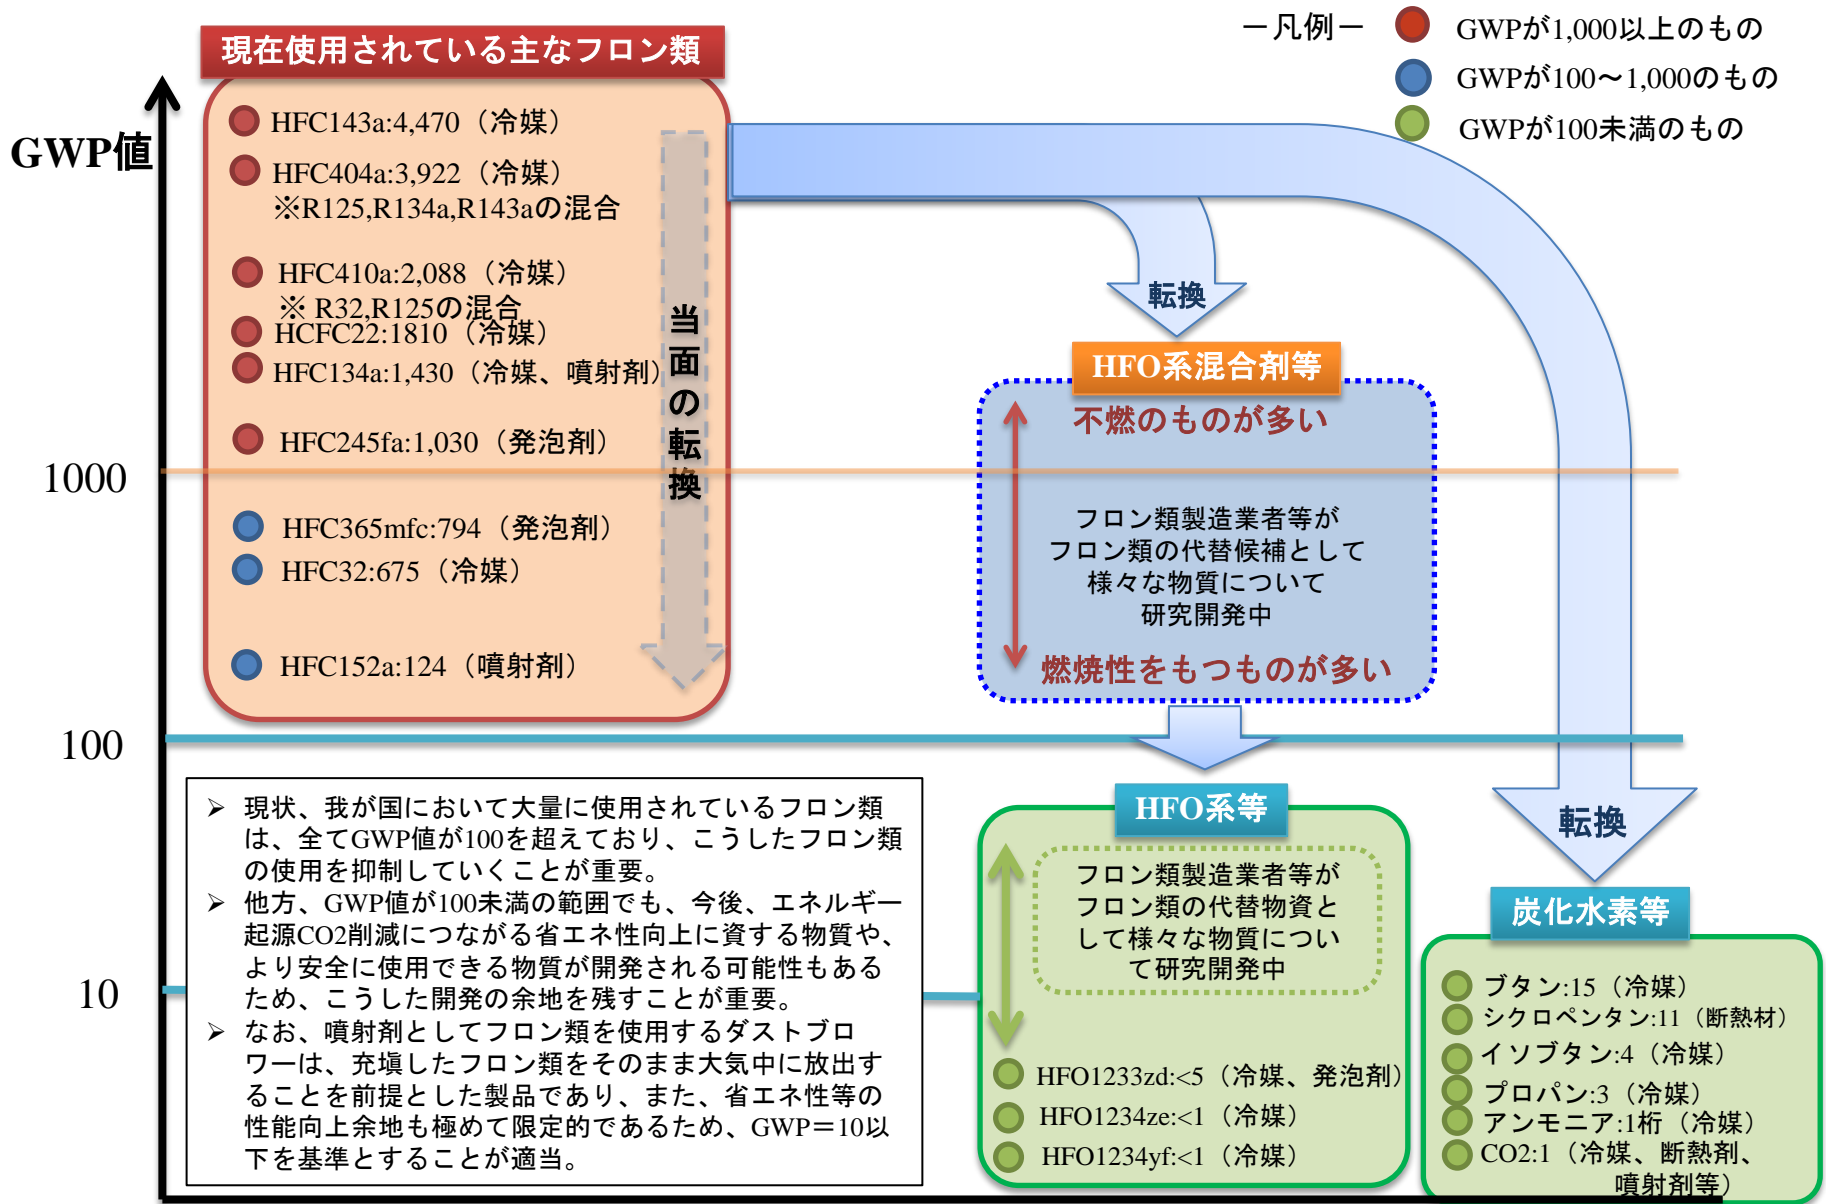 －凡例－
GWPが1,000以上のもの
GWPが100～1,000のもの
GWPが100未満のもの
現在使用されている主なフロン類
GWP値
1000
100
10
HFC143a:4,470（冷媒）
HFC404a:3,922（冷媒）
※R125,R134a,R143aの混合
HFC410a:2,088（冷媒）
※ R32,R125の混合
HCFC22:1810（冷媒）
HFC134a:1,430（冷媒、噴射剤）
HFC245fa:1,030（発泡剤）
HFC365mfc:794（発泡剤）
HFC32:675（冷媒）
HFC152a:124（噴射剤）
当面の転換
転換
HFO系混合剤等
不燃のものが多い
フロン類製造業者等が
フロン類の代替候補として
様々な物質について
研究開発中
燃焼性をもつものが多い
➢ 現状、我が国において大量に使用されているフロン類
は、全てGWP値が100を超えており、こうしたフロン類
の使用を抑制していくことが重要。
➢ 他方、GWP値が100未満の範囲でも、今後、エネルギー
起源CO2削減につながる省エネ性向上に資する物質や、
より安全に使用できる物質が開発される可能性もある
ため、こうした開発の余地を残すことが重要。
➢ なお、噴射剤としてフロン類を使用するダストブロ
ワーは、充塡したフロン類をそのまま大気中に放出す
ることを前提とした製品であり、また、省エネ性等の
性能向上余地も極めて限定的であるため、GWP＝10以
下を基準とすることが適当。
HFO系等
フロン類製造業者等が
フロン類の代替物資と
して様々な物質につい
て研究開発中
HFO1233zd:<5（冷媒、発泡剤）
HFO1234ze:<1（冷媒）
HFO1234yf:<1（冷媒）
転換
炭化水素等
ブタン:15（冷媒）
シクロペンタン:11（断熱材）
イソブタン:4（冷媒）
プロパン:3（冷媒）
アンモニア:1桁（冷媒）
CO2:1（冷媒、断熱剤、
噴射剤等）